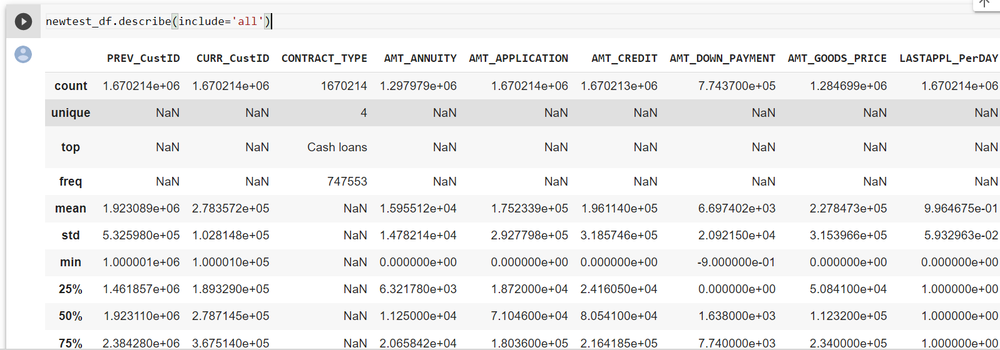 newtest_df.describe(include='all')
PREV_CustID CURR_CustID CONTRACT_TYPE AMT_ANNUITY AMT_APPLICATION AMT_CREDIT AMT_DOWN_PAYMENT AMT_GOODS_PRICE LASTAPPL_PerDAY
count 1.670214e+06 1.670214e+06 1670214 1.297979e+06 1.670214e+06 1.670213e+06 7.743700e+05 1.284699e+06 1.670214e+06
unique NaN NaN 4 NaN NaN NaN NaN NaN NaN
top NaN NaN Cash loans NaN NaN NaN NaN NaN NaN
freq NaN NaN 747553 NaN NaN NaN NaN NaN NaN
mean 1.923089e+06 2.783572e+05 NaN 1.595512e+04 1.752339e+05 1.961140e+05 6.697402e+03 2.278473e+05 9.964675e-01
std 5.325980e+05 1.028148e+05 NaN 1.478214e+04 2.927798e+05 3.185746e+05 2.092150e+04 3.153966e+05 5.932963e-02
min 1.000001e+06 1.000010e+05 NaN 0.000000e+00 0.000000e+00 0.000000e+00 -9.000000e-01 0.000000e+00 0.000000e+00
25% 1.461857e+06 1.893290e+05 NaN 6.321780e+03 1.872000e+04 2.416050e+04 0.000000e+00 5.084100e+04 1.000000e+00
50% 1.923110e+06 2.787145e+05 NaN 1.125000e+04 7.104600e+04 8.054100e+04 1.638000e+03 1.123200e+05 1.000000e+00
75% 2.384280e+06 3.675140e+05 NaN 2.065842e+04 1.803600e+05 2.164185e+05 7.740000e+03 2.340000e+05 1.000000e+00